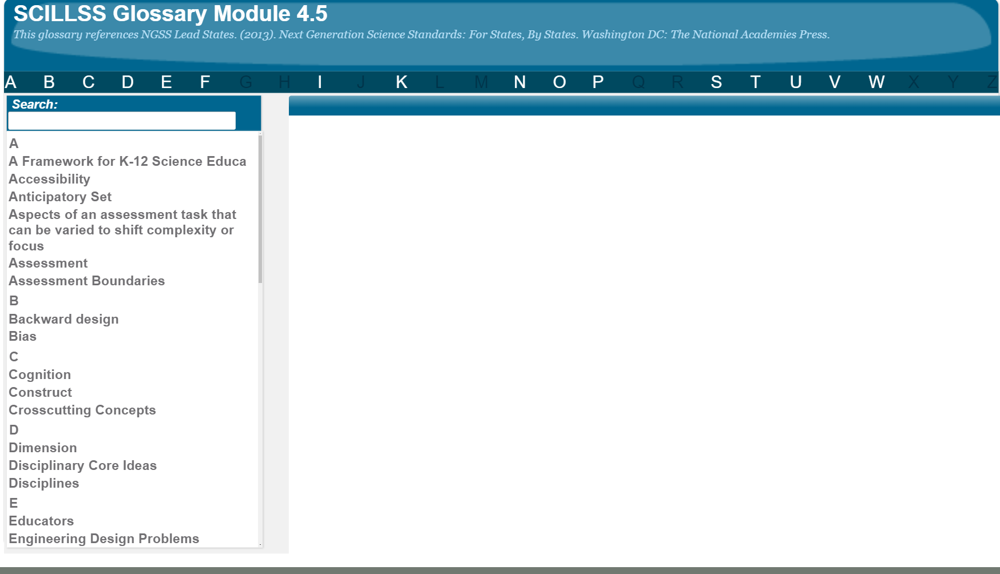 SCILLSS Glossary Module 4.5
This glossary references NGSS Lead States. (2013). Next Generation Science Standards: For States, By States. Washington DC: The National Academies Press.
A B C D E F G H I J K L M N O P Q R S T U V W X Y Z
Search:
A
A Framework for K-12 Science Educa
Accessibility
Anticipatory Set
Aspects of an assessment task that
can be varied to shift complexity or
focus
Assessment
Assessment Boundaries
B
Backward design
Bias
C
Cognition
Construct
Crosscutting Concepts
D
Dimension
Disciplinary Core Ideas
Disciplines
E
Educators
Engineering Design Problems